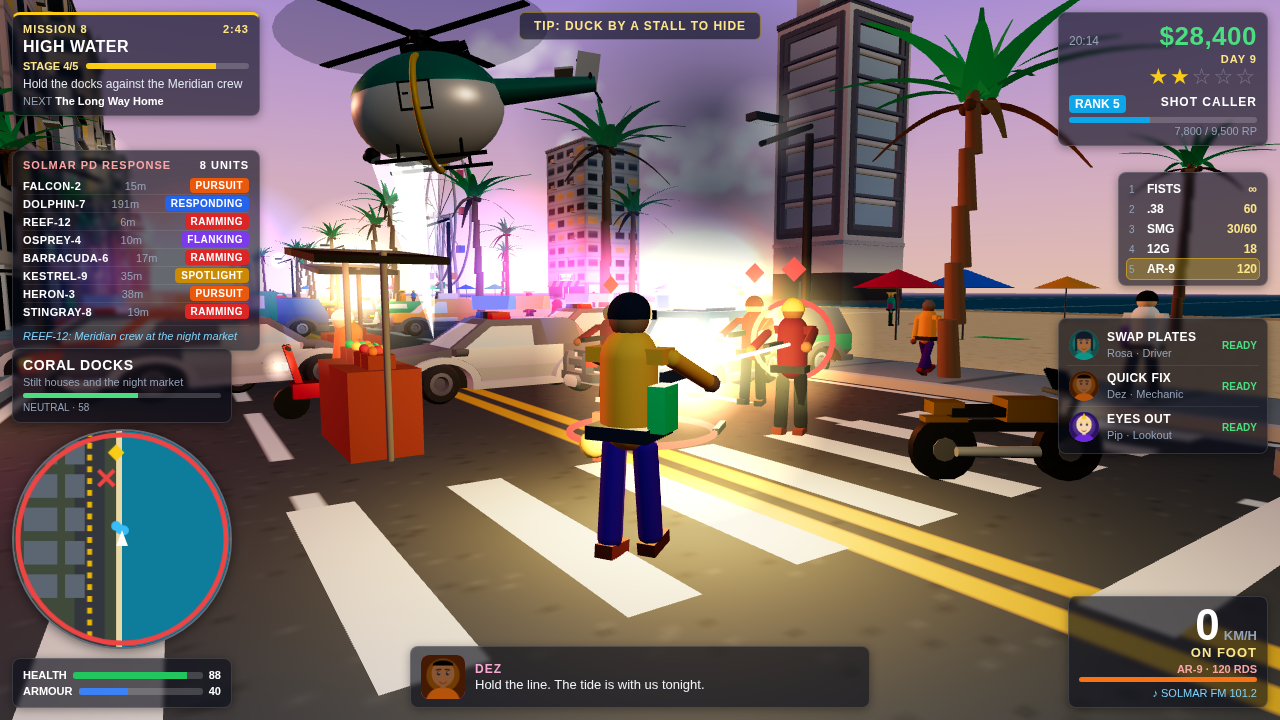 MISSION 8 2:43
HIGH WATER
STAGE 4/5
Hold the docks against the Meridian crew
NEXT The Long Way Home
SOLMAR PD RESPONSE 8 UNITS
FALCON-2 15m PURSUIT
DOLPHIN-7 191m RESPONDING
REEF-12 6m RAMMING
OSPREY-4 10m FLANKING
BARRACUDA-6 17m RAMMING
KESTREL-9 35m SPOTLIGHT
HERON-3 38m PURSUIT
STINGRAY-8 19m RAMMING
REEF-12: Meridian crew at the night market
CORAL DOCKS
Stilt houses and the night market
NEUTRAL · 58
HEALTH 88
ARMOUR 40
TIP: DUCK BY A STALL TO HIDE
DEZ
Hold the line. The tide is with us tonight.
20:14 $28,400
DAY 9
RANK 5 SHOT CALLER
7,800 / 9,500 RP
1 FISTS ∞
2 .38 60
3 SMG 30/60
4 12G 18
5 AR-9 120
SWAP PLATES
Rosa · Driver
READY
QUICK FIX
Dez · Mechanic
READY
EYES OUT
Pip · Lookout
READY
0 KM/H
ON FOOT
AR-9 · 120 RDS
♪ SOLMAR FM 101.2